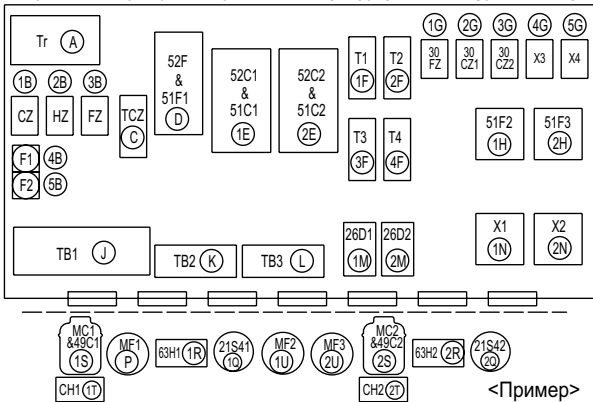 1G 2G 3G 4G 5G
Tr A
52F & 51F1 D
52C1 & 51C1 1E
52C2 & 51C2 2E
T1 1F
T2 2F
30 FZ
30 CZ1
30 CZ2
X3
X4
1B 2B 3B
CZ
HZ
FZ
TCZ C
51F2 1H
51F3 2H
T3 3F
T4 4F
F1 4B
F2 5B
TB1 J
TB2 K
TB3 L
26D1 1M
26D2 2M
X1 1N
X2 2N
MC1 &49C1 1S
MF1 P
63H1 1R
21S41 1Q
MF2 1U
MF3 2U
MC2 &49C2 2S
63H2 2R
21S42 2Q
CH1 1T
CH2 2T
<Пример>